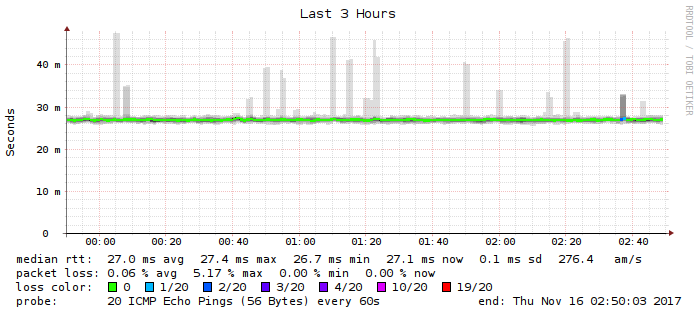 Last 3 Hours
RRDTOOL / TOBI OETIKER
Seconds
40 m
30 m
20 m
10 m
0
00:00 00:20 00:40 01:00 01:20 01:40 02:00 02:20 02:40
median rtt: 27.0 ms avg 27.4 ms max 26.7 ms min 27.1 ms now 0.1 ms sd 276.4 am/s
packet loss: 0.06 % avg 5.17 % max 0.00 % min 0.00 % now
loss color: 0 1/20 2/20 3/20 4/20 10/20 19/20
probe: 20 ICMP Echo Pings (56 Bytes) every 60s end: Thu Nov 16 02:50:03 2017